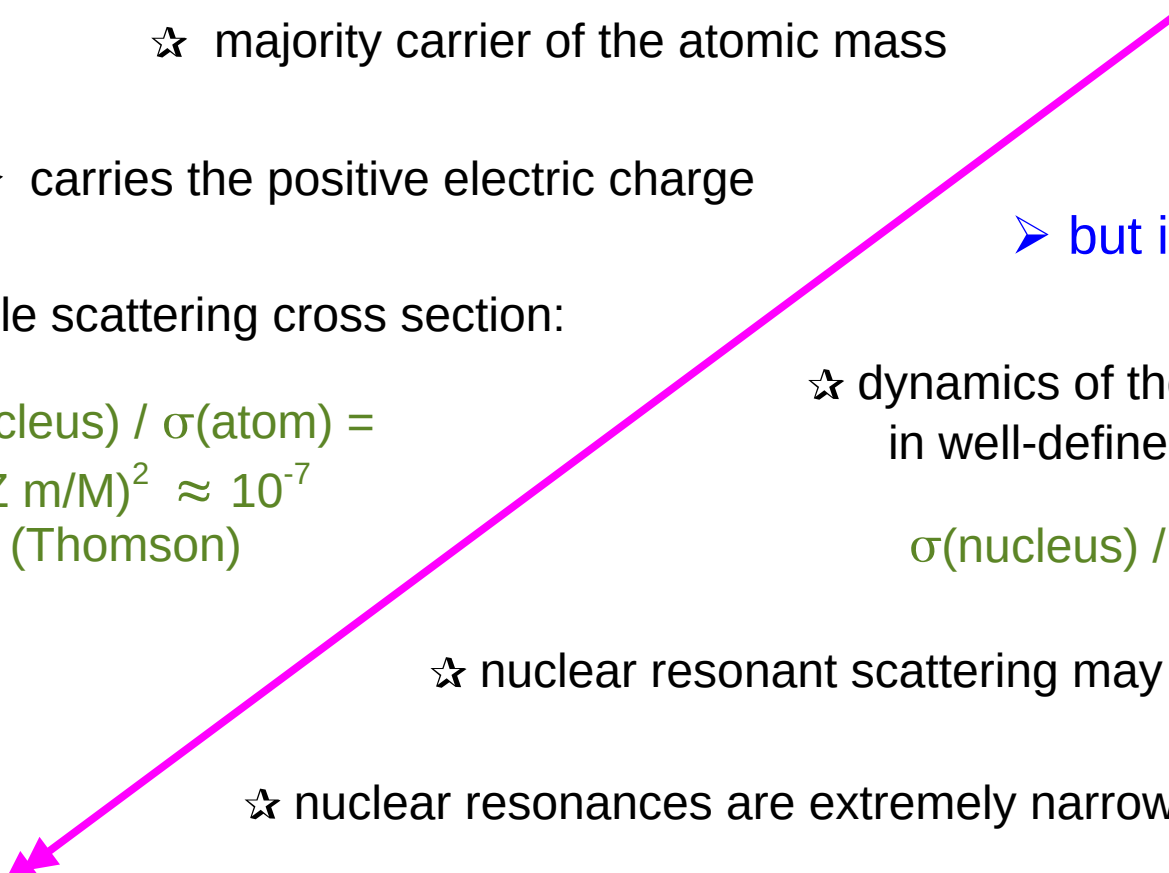 ✰ majority carrier of the atomic mass
carries the positive electric charge
➢ but i
le scattering cross section:
✰ dynamics of the
in well-define
cleus) / σ(atom) =
Z m/M)² ≈ 10⁻⁷
(Thomson)
σ(nucleus) /
✰ nuclear resonant scattering may
✰ nuclear resonances are extremely narrow